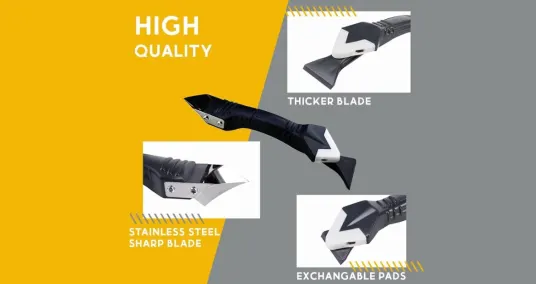 HIGH
QUALITY
THICKER BLADE
STAINLESS STEEL
SHARP BLADE
EXCHANGABLE PADS